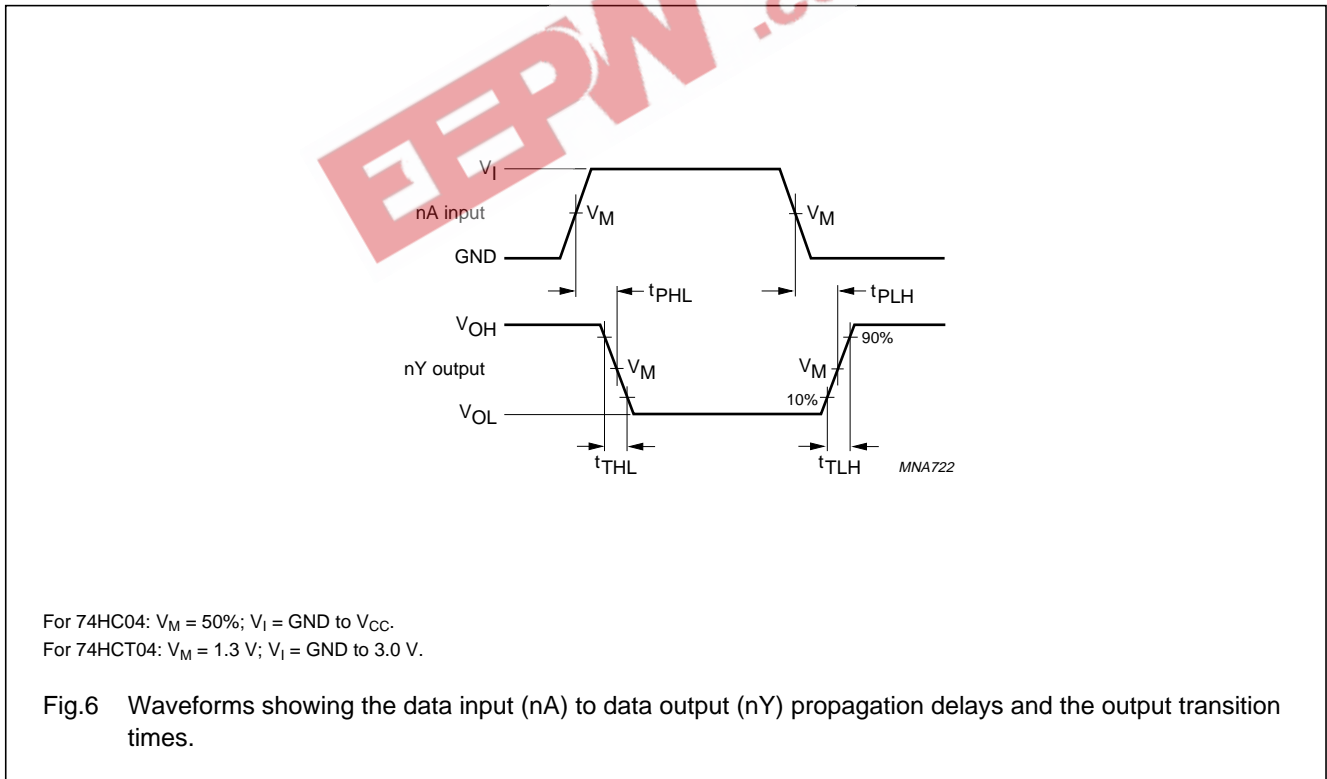 EEPW.co
VI
nA input
VM
VM
GND
tPHL
tPLH
VOH
90%
nY output
VM
VM
10%
VOL
tTHL
tTLH
MNA722
For 74HC04: VM = 50%; VI = GND to VCC.
For 74HCT04: VM = 1.3 V; VI = GND to 3.0 V.
Fig.6 Waveforms showing the data input (nA) to data output (nY) propagation delays and the output transition
times.